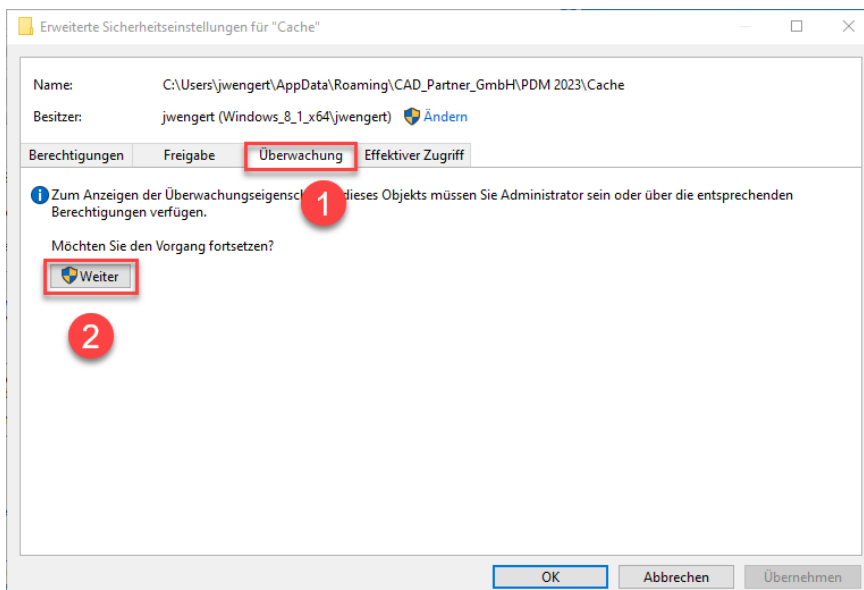 Erweiterte Sicherheitseinstellungen für "Cache"
Name: C:\Users\jwengert\AppData\Roaming\CAD_Partner_GmbH\PDM 2023\Cache
Besitzer: jwengert (Windows_8_1_x64\jwengert) Ändern
Berechtigungen Freigabe Überwachung Effektiver Zugriff
Zum Anzeigen der dieses Objekts müssen Sie Administrator sein oder über die entsprechenden
1
Berechtigungen verfügen.
Möchten Sie den Vorgang fortsetzen?
Weiter
2
OK Abbrechen Übernehmen